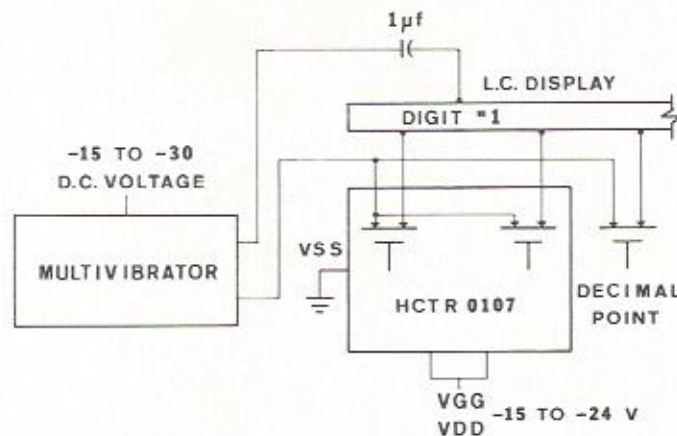 1µf
L.C. DISPLAY
DIGIT #1
-15 TO -30
D.C. VOLTAGE
MULTIVIBRATOR
VSS
HCTR 0107
DECIMAL
POINT
VGG
VDD
-15 TO -24 V